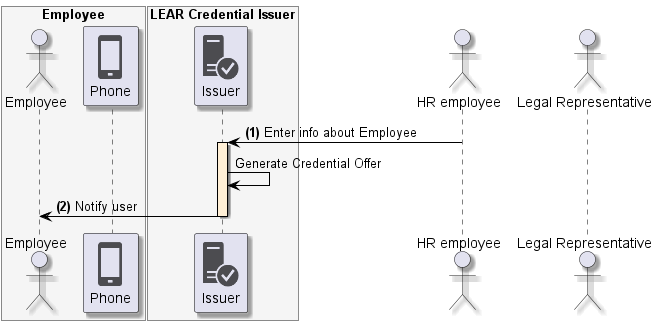 Employee
LEAR Credential Issuer
Employee
Phone
Issuer
HR employee
Legal Representative
(1) Enter info about Employee
Generate Credential Offer
(2) Notify user
Employee
Phone
Issuer
HR employee
Legal Representative